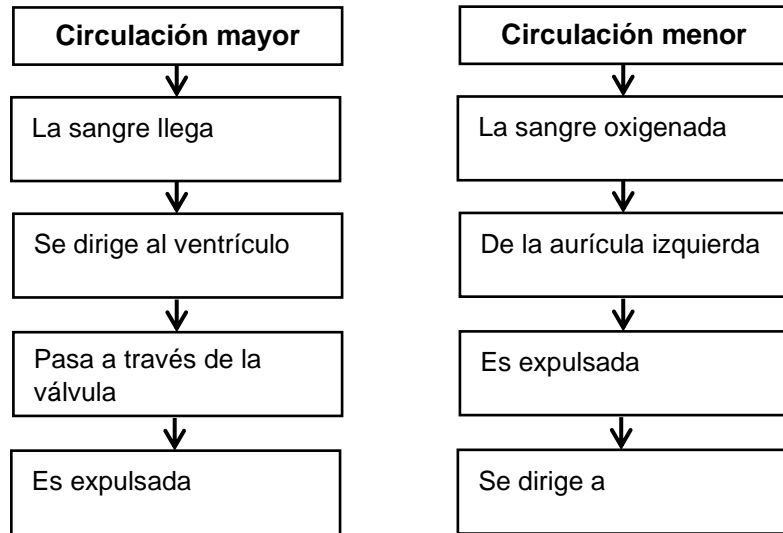 Circulación mayor
La sangre llega
Se dirige al ventrículo
Pasa a través de la
válvula
Es expulsada
Circulación menor
La sangre oxigenada
De la aurícula izquierda
Es expulsada
Se dirige a